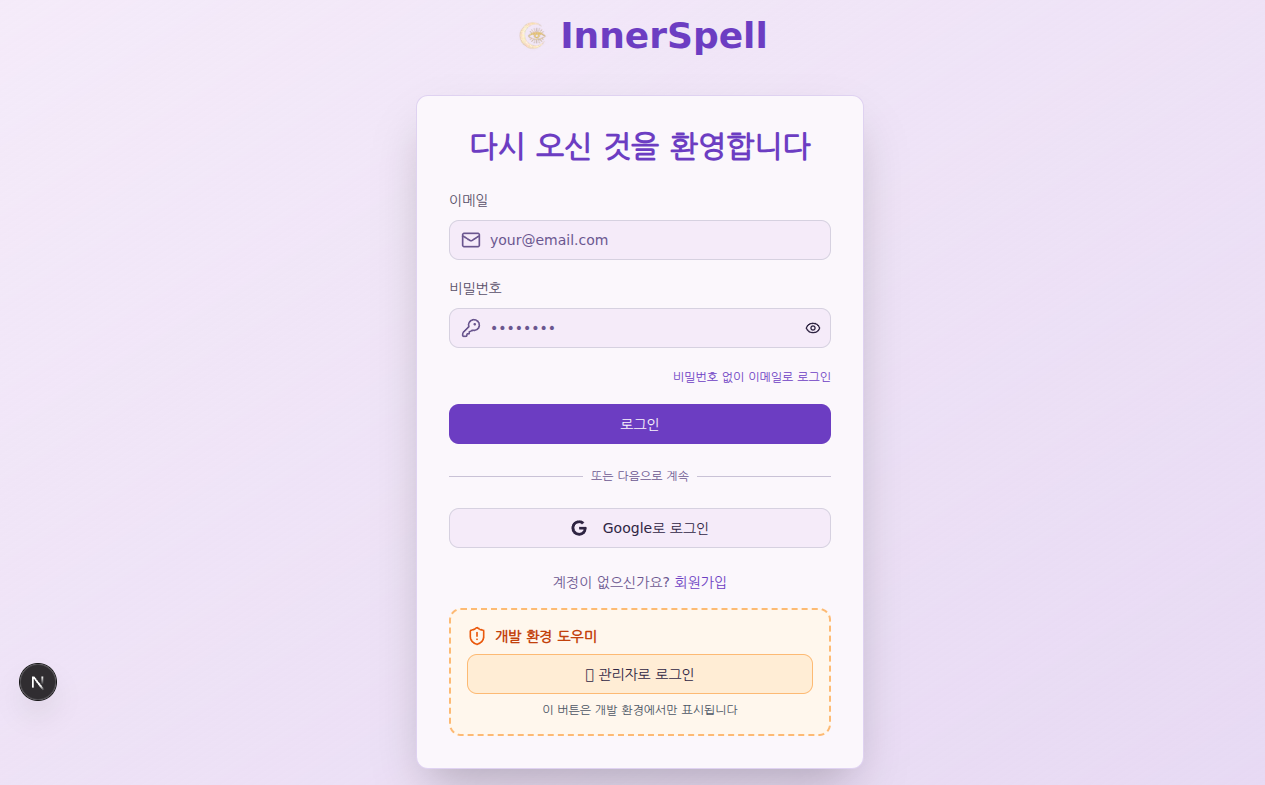 InnerSpell
다시 오신 것을 환영합니다
이메일
your@email.com
비밀번호
••••••••
비밀번호 없이 이메일로 로그인
로그인
또는 다음으로 계속
G Google로 로그인
계정이 없으신가요? 회원가입
개발 환경 도우미
관리자로 로그인
이 버튼은 개발 환경에서만 표시됩니다
N